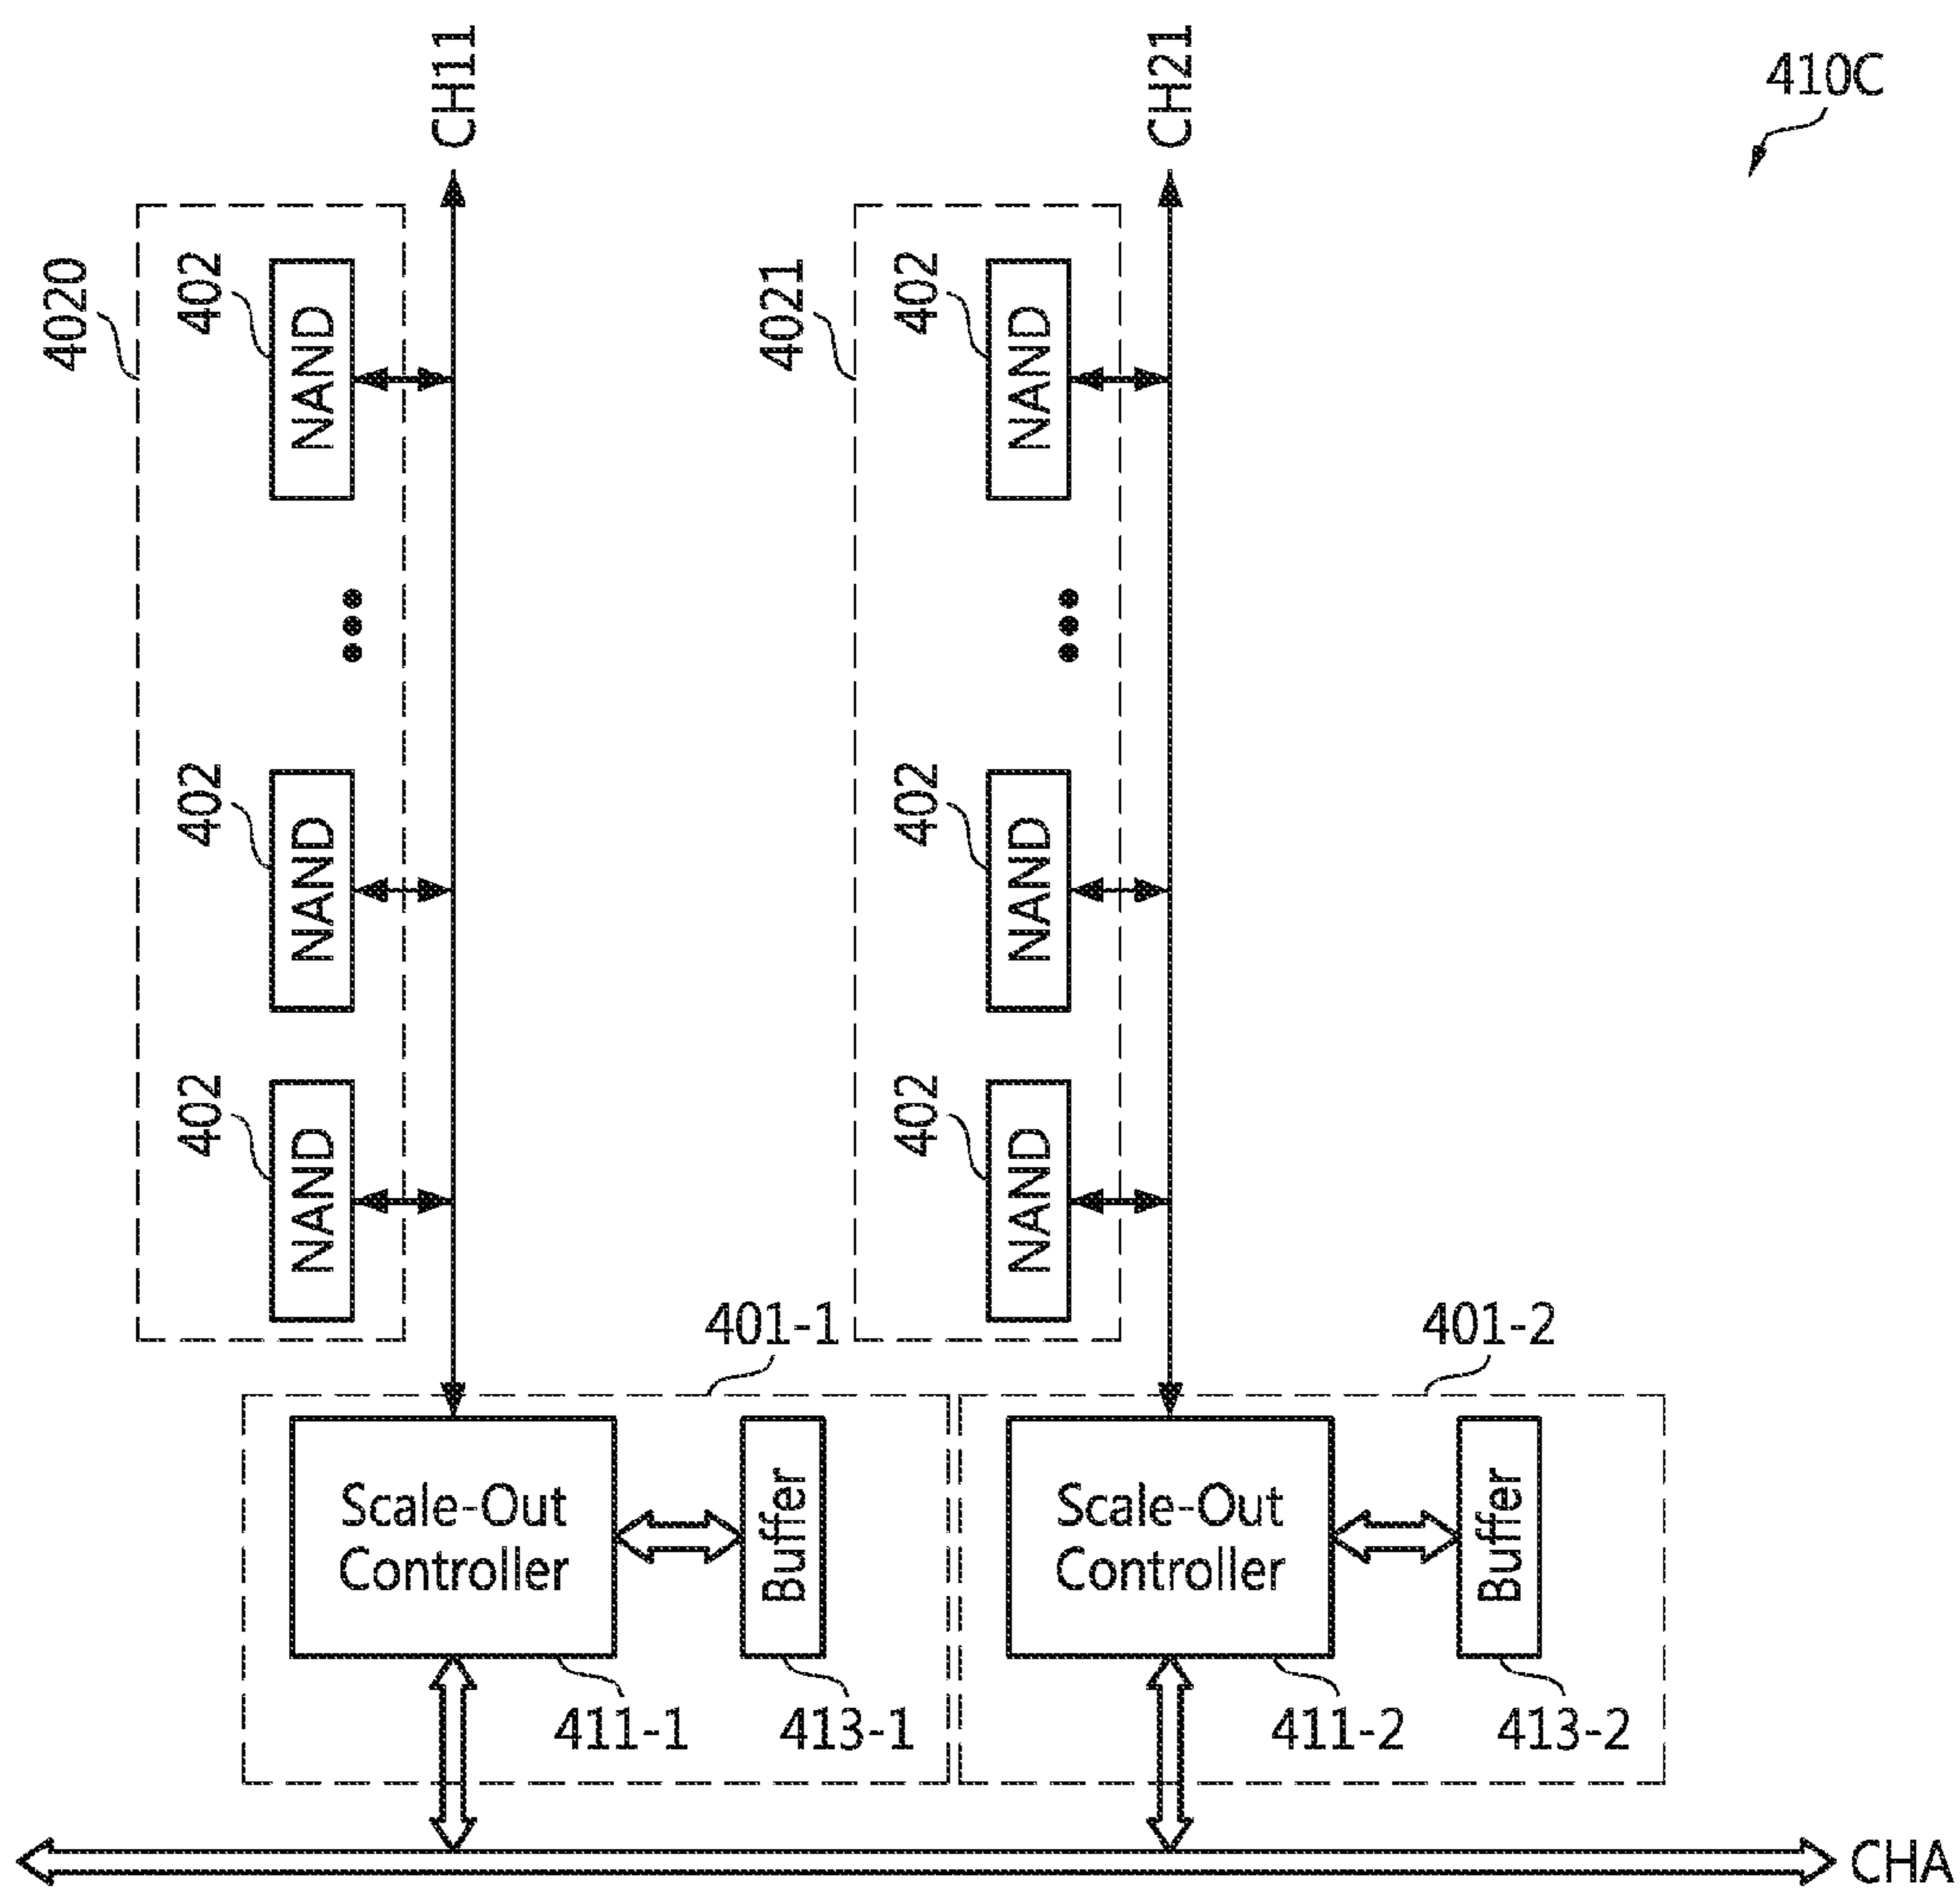 410C
CH11
CH21
4020
402
NAND
4021
402
NAND
402
NAND
402
NAND
402
NAND
402
NAND
401-1
401-2
Scale-Out
Controller
Buffer
Scale-Out
Controller
Buffer
411-1
413-1
411-2
413-2
CHA